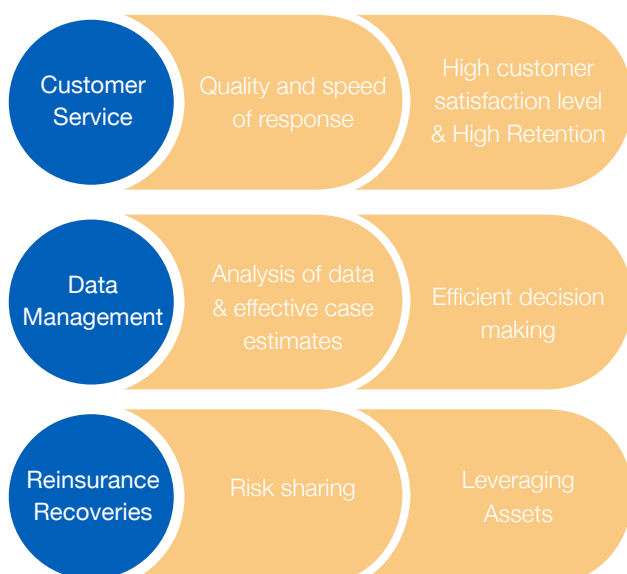 Customer
Service
Quality and speed
of response
High customer
satisfaction level
& High Retention
Data
Management
Analysis of data
& effective case
estimates
Efficient decision
making
Reinsurance
Recoveries
Risk sharing
Leveraging
Assets